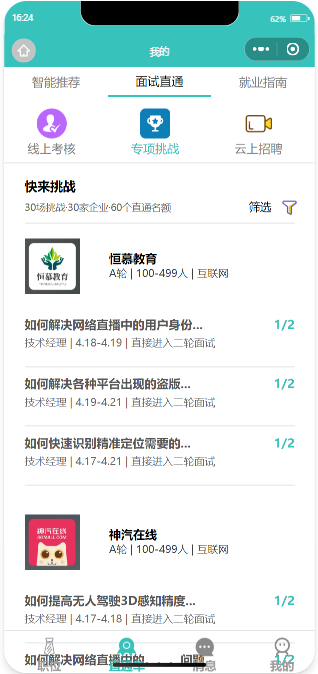 16:24
62%
我的
智能推荐 面试直通 就业指南
线上考核 专项挑战 云上招聘
快来挑战
30场挑战·30家企业·60个直通名额 筛选
恒慕教育
恒慕教育
A轮 | 100-499人 | 互联网
如何解决网络直播中的用户身份... 1/2
技术经理 | 4.18-4.19 | 直接进入二轮面试
如何解决各种平台出现的盗版... 1/2
技术经理 | 4.19-4.21 | 直接进入二轮面试
如何快速识别精准定位需要的... 1/2
技术经理 | 4.17-4.21 | 直接进入二轮面试
神汽在线
神汽在线
A轮 | 100-499人 | 互联网
如何提高无人驾驶3D感知精度... 1/2
技术经理 | 4.17-4.18 | 直接进入二轮面试
如何解决网络直播中的 问题 1/2
职位 直通车 消息 我的